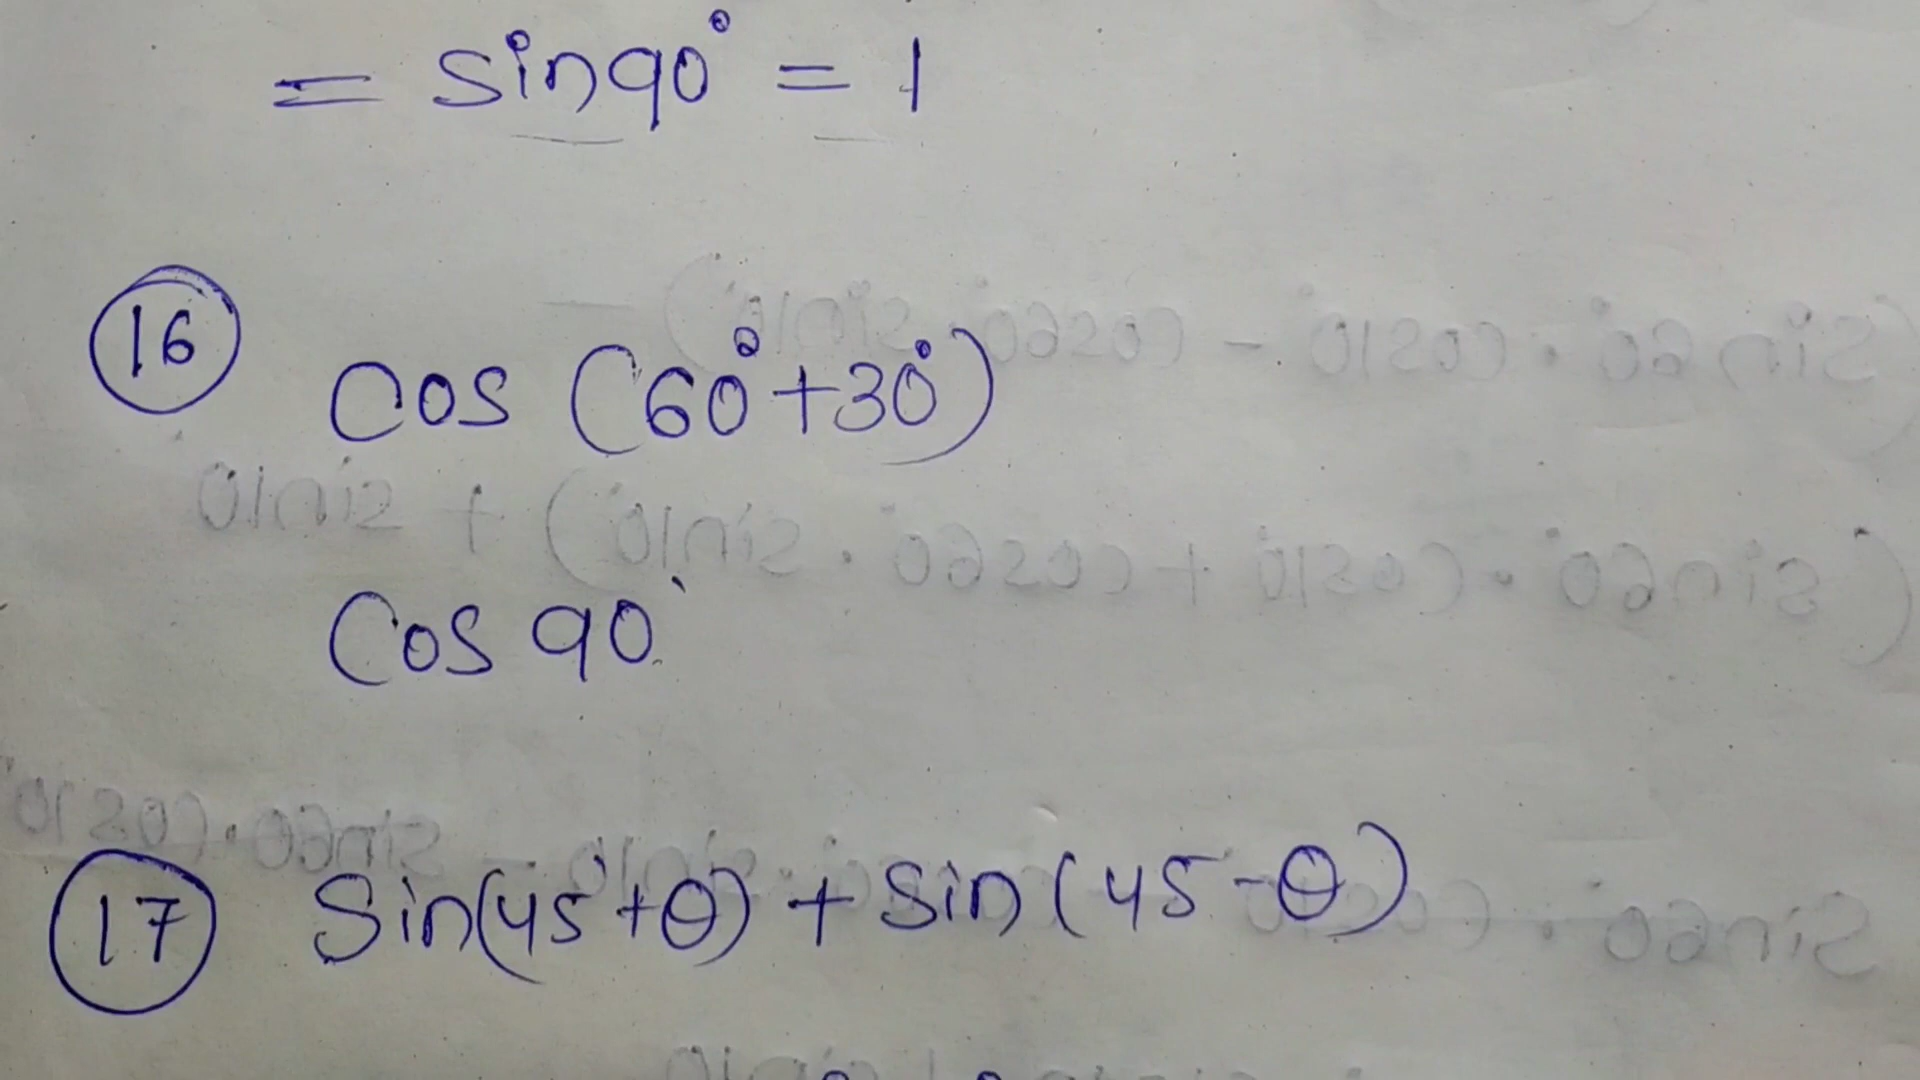 = sin90° = 1
16
cos (60°+30°)
cos 90°
17 sin(45°+θ) + sin (45-θ)